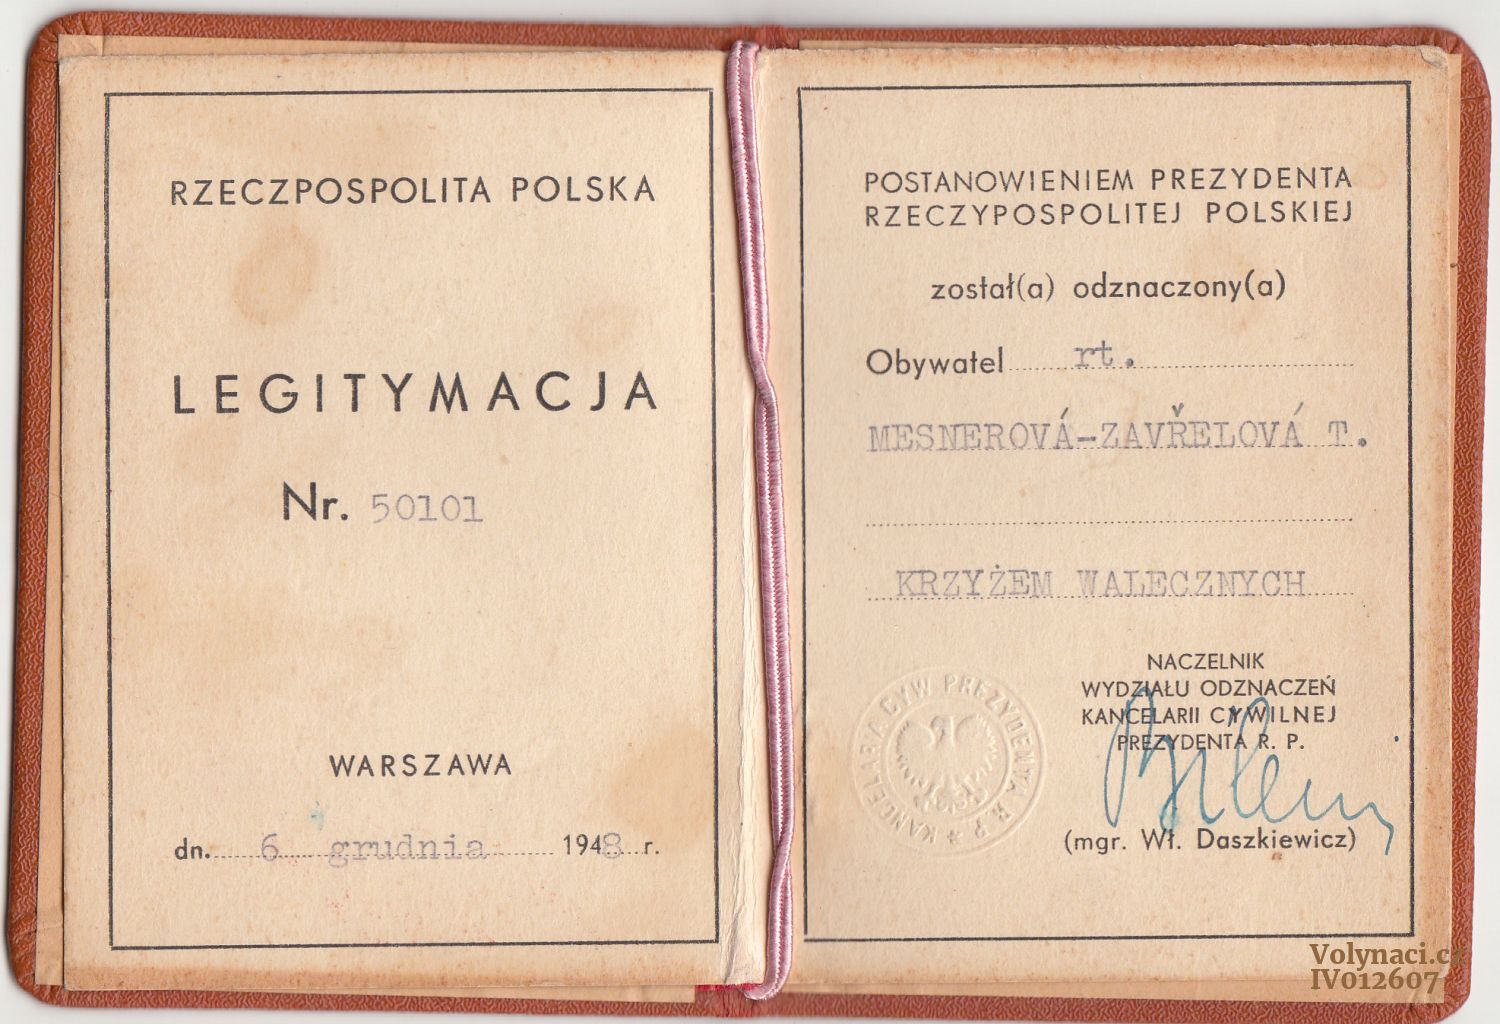 RZECZPOSPOLITA POLSKA
LEGITYMACJA
Nr. 50101
WARSZAWA
dn. 6 grudnia 1948 r.
POSTANOWIENIEM PREZYDENTA
RZECZYPOSPOLITEJ POLSKIEJ
został(a) odznaczony(a)
Obywatel rt.
MESNEROVÁ-ZAVŘELOVÁ T.
KRZYŻEM WALECZNYCH
NACZELNIK
WYDZIAŁU ODZNACZEŃ
KANCELARII CYWILNEJ
PREZYDENTA R. P.
(mgr. Wł. Daszkiewicz)
KANCELARIA CYW PREZYDENTA R. P.
Volynaci.cz
IV012607